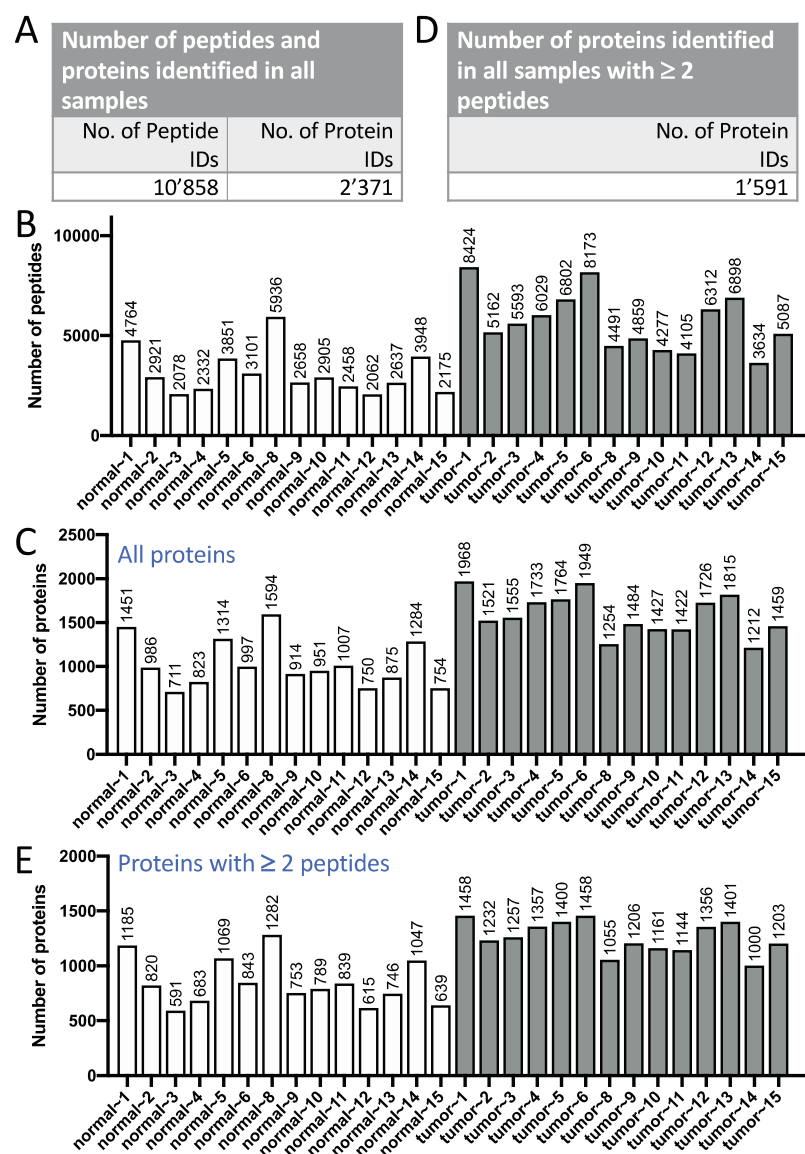 A
Number of peptides and
proteins identified in all
samples
No. of Peptide
IDs
No. of Protein
IDs
10’858
2’371
D
Number of proteins identified
in all samples with ≥ 2
peptides
No. of Protein
IDs
1’591
B
Number of peptides
10000
5000
0
4764
2921
2078
2332
3851
3101
5936
2658
2905
2458
2062
2637
3948
2175
8424
5162
5593
6029
6802
8173
4491
4859
4277
4105
6312
6898
3634
5087
normal~1
normal~2
normal~3
normal~4
normal~5
normal~6
normal~8
normal~9
normal~10
normal~11
normal~12
normal~13
normal~14
normal~15
tumor~1
tumor~2
tumor~3
tumor~4
tumor~5
tumor~6
tumor~8
tumor~9
tumor~10
tumor~11
tumor~12
tumor~13
tumor~14
tumor~15
C
All proteins
Number of proteins
2500
2000
1500
1000
500
0
1451
986
711
823
1314
997
1594
914
951
1007
750
875
1284
754
1968
1521
1555
1733
1764
1949
1254
1484
1427
1422
1726
1815
1212
1459
normal~1
normal~2
normal~3
normal~4
normal~5
normal~6
normal~8
normal~9
normal~10
normal~11
normal~12
normal~13
normal~14
normal~15
tumor~1
tumor~2
tumor~3
tumor~4
tumor~5
tumor~6
tumor~8
tumor~9
tumor~10
tumor~11
tumor~12
tumor~13
tumor~14
tumor~15
E
Proteins with ≥ 2 peptides
Number of proteins
2000
1500
1000
500
0
1185
820
591
683
1069
843
1282
753
789
839
615
746
1047
639
1458
1232
1257
1357
1400
1458
1055
1206
1161
1144
1356
1401
1000
1203
normal~1
normal~2
normal~3
normal~4
normal~5
normal~6
normal~8
normal~9
normal~10
normal~11
normal~12
normal~13
normal~14
normal~15
tumor~1
tumor~2
tumor~3
tumor~4
tumor~5
tumor~6
tumor~8
tumor~9
tumor~10
tumor~11
tumor~12
tumor~13
tumor~14
tumor~15